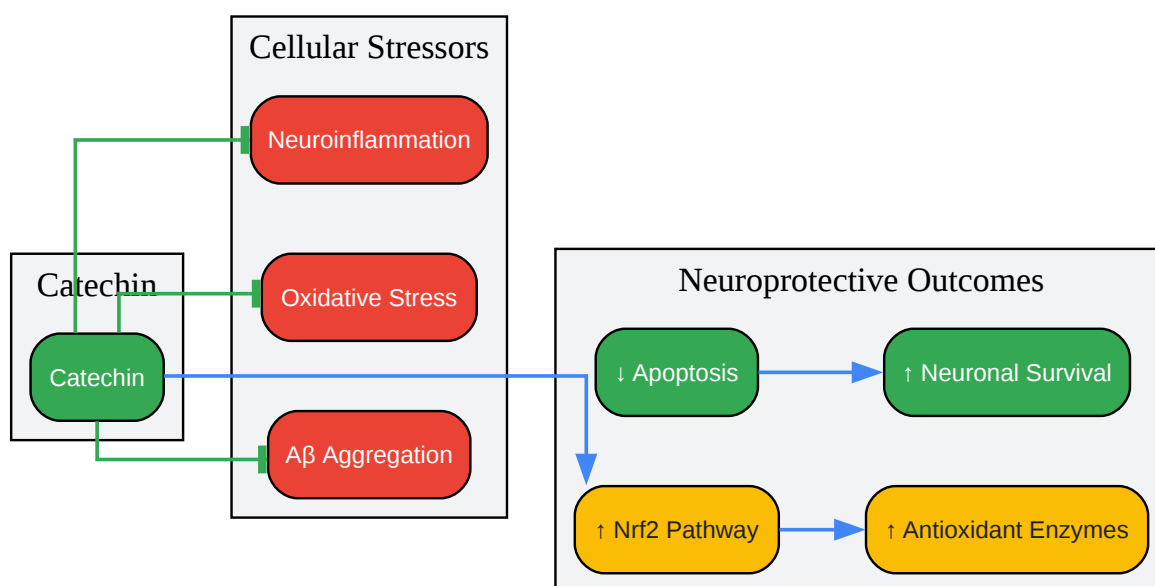 Cellular Stressors
Neuroinflammation
Catechin
Oxidative Stress
Neuroprotective Outcomes
Catechin
↓ Apoptosis
↑ Neuronal Survival
Aβ Aggregation
↑ Nrf2 Pathway
↑ Antioxidant Enzymes